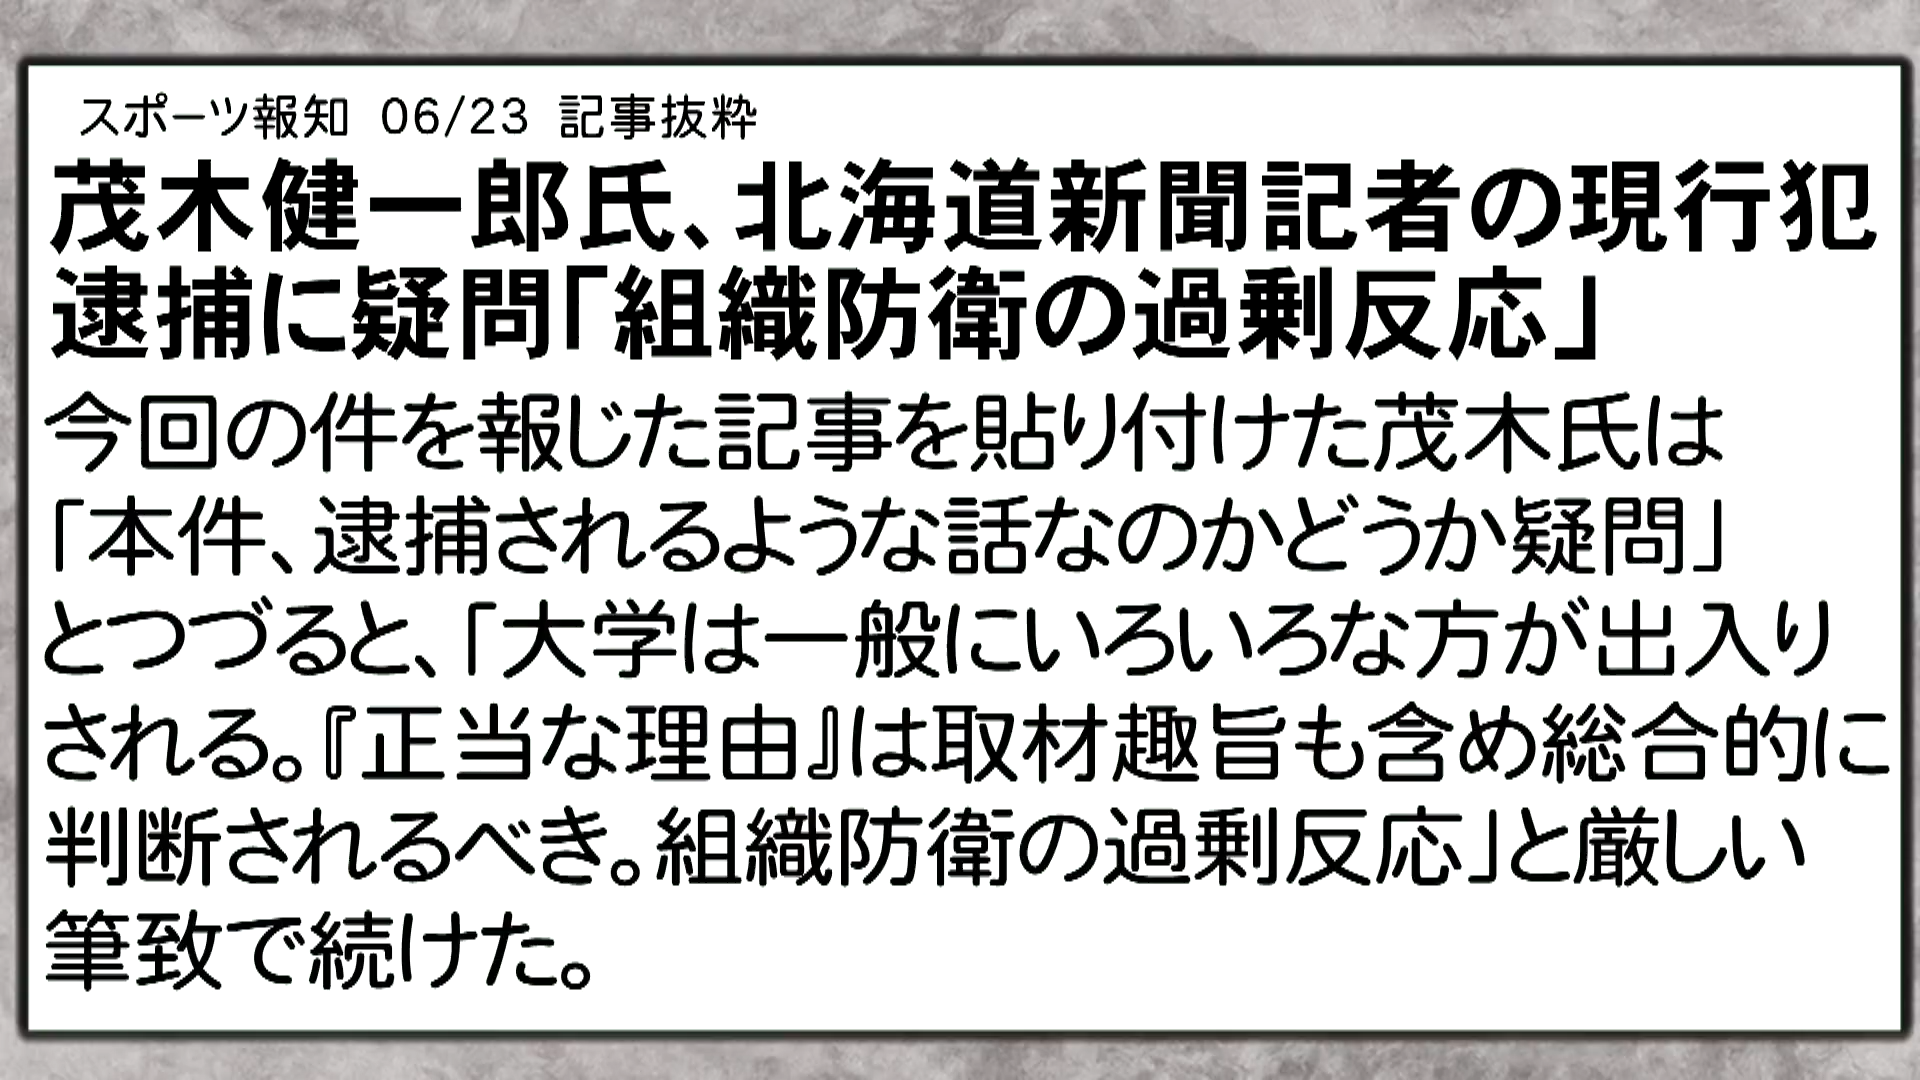 スポーツ報知 06/23 記事抜粋
茂木健一郎氏、北海道新聞記者の現行犯
逮捕に疑問「組織防衛の過剰反応」
今回の件を報じた記事を貼り付けた茂木氏は
「本件、逮捕されるような話なのかどうか疑問」
とつづると、「大学は一般にいろいろな方が出入り
される。『正当な理由』は取材趣旨も含め総合的に
判断されるべき。組織防衛の過剰反応」と厳しい
筆致で続けた。